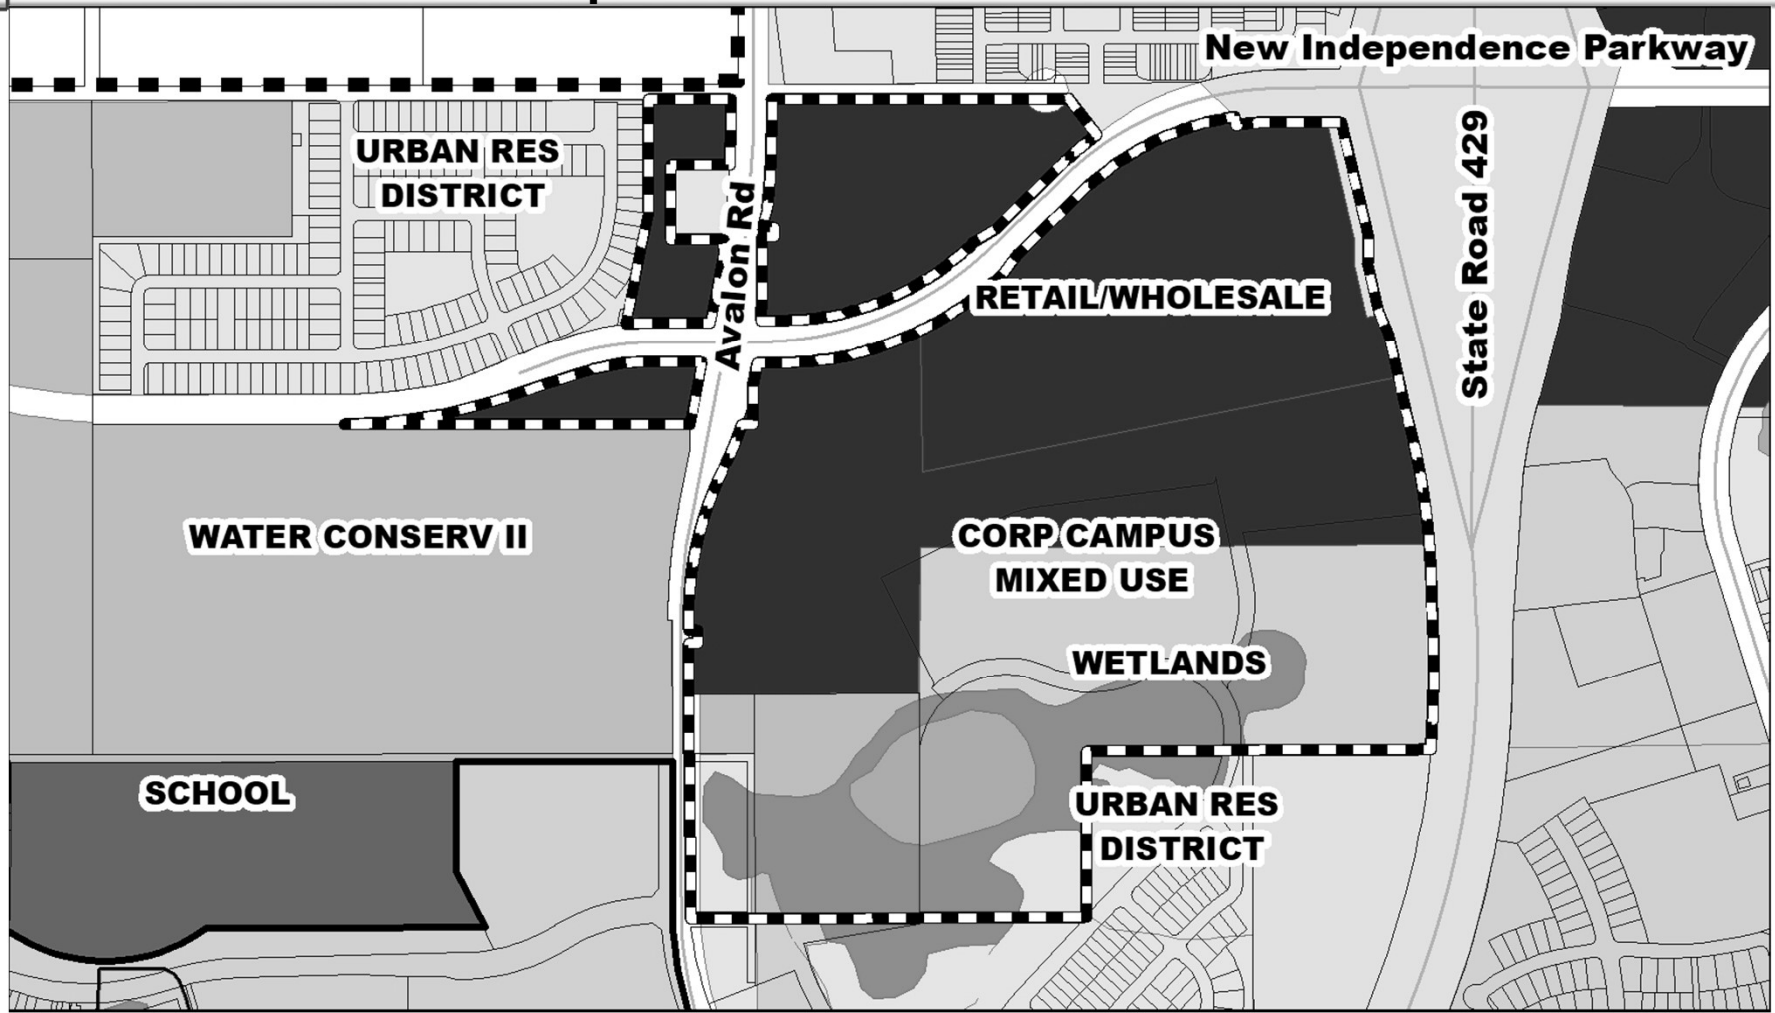 New Independence Parkway
URBAN RES
DISTRICT
Avalon Rd
State Road 429
RETAIL/WHOLESALE
WATER CONSERV II
CORP CAMPUS
MIXED USE
WETLANDS
SCHOOL
URBAN RES
DISTRICT